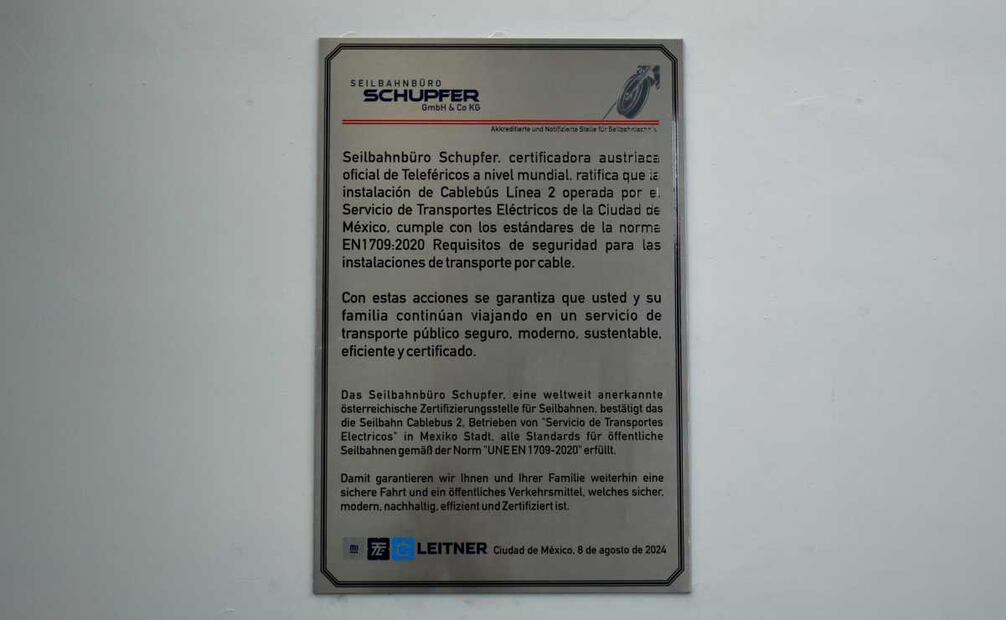 SEILBAHNBÜRO
SCHUPFER
GmbH & Co KG
Akkreditierte und Notifizierte Stelle für Seilbahntechnik
Seilbahnbüro Schupfer, certificadora austriaca
oficial de Teleféricos a nivel mundial, ratifica que la
instalación de Cablebús Línea 2 operada por el
Servicio de Transportes Eléctricos de la Ciudad de
México, cumple con los estándares de la norma
EN1709:2020 Requisitos de seguridad para las
instalaciones de transporte por cable.
Con estas acciones se garantiza que usted y su
familia continúan viajando en un servicio de
transporte público seguro, moderno, sustentable,
eficiente y certificado.
Das Seilbahnbüro Schupfer, eine weltweit anerkannte
österreichische Zertifizierungsstelle für Seilbahnen, bestätigt das
die Seilbahn Cablebus 2, Betrieben von "Servicio de Transportes
Electricos" in Mexiko Stadt, alle Standards für öffentliche
Seilbahnen gemäß der Norm "UNE EN 1709-2020" erfüllt.
Damit garantieren wir Ihnen und Ihrer Familie weiterhin eine
sichere Fahrt und ein öffentliches Verkehrsmittel, welches sicher,
modern, nachhaltig, effizient und Zertifiziert ist.
LEITNER Ciudad de México, 8 de agosto de 2024